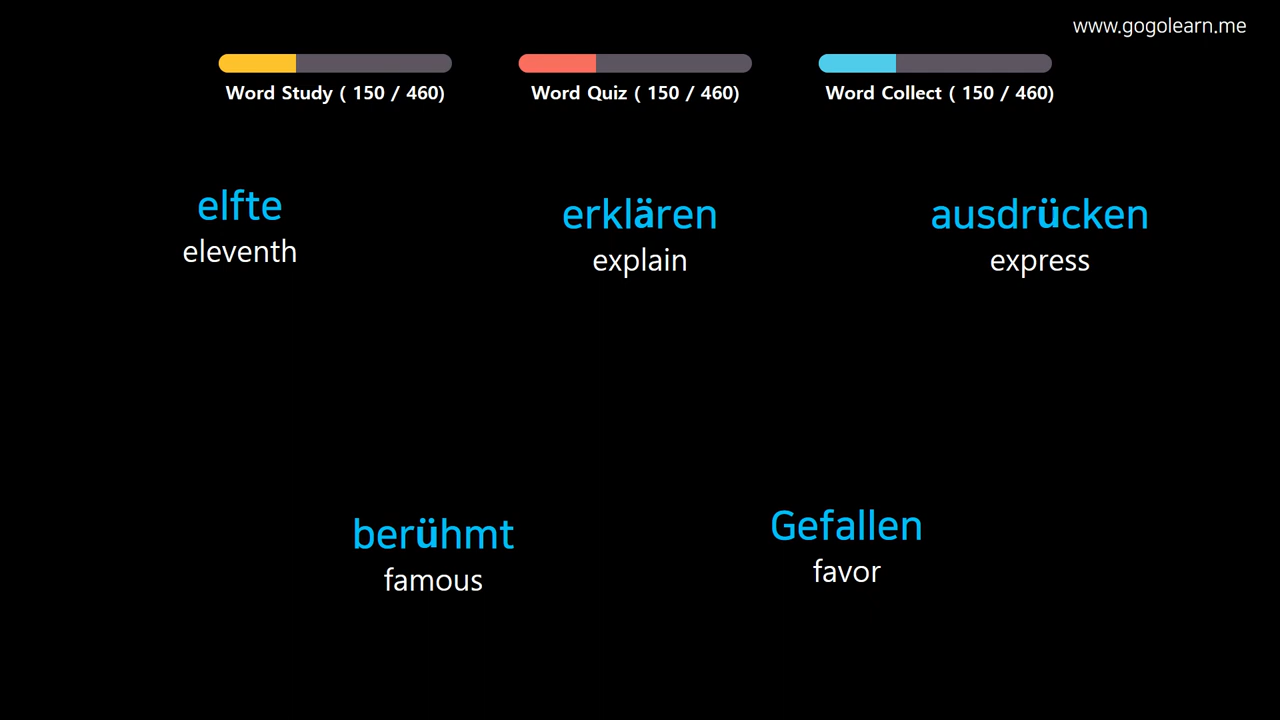 www.gogolearn.me
Word Study ( 150 / 460)
Word Quiz ( 150 / 460)
Word Collect ( 150 / 460)
elfte
eleventh
erklären
explain
ausdrücken
express
berühmt
famous
Gefallen
favor